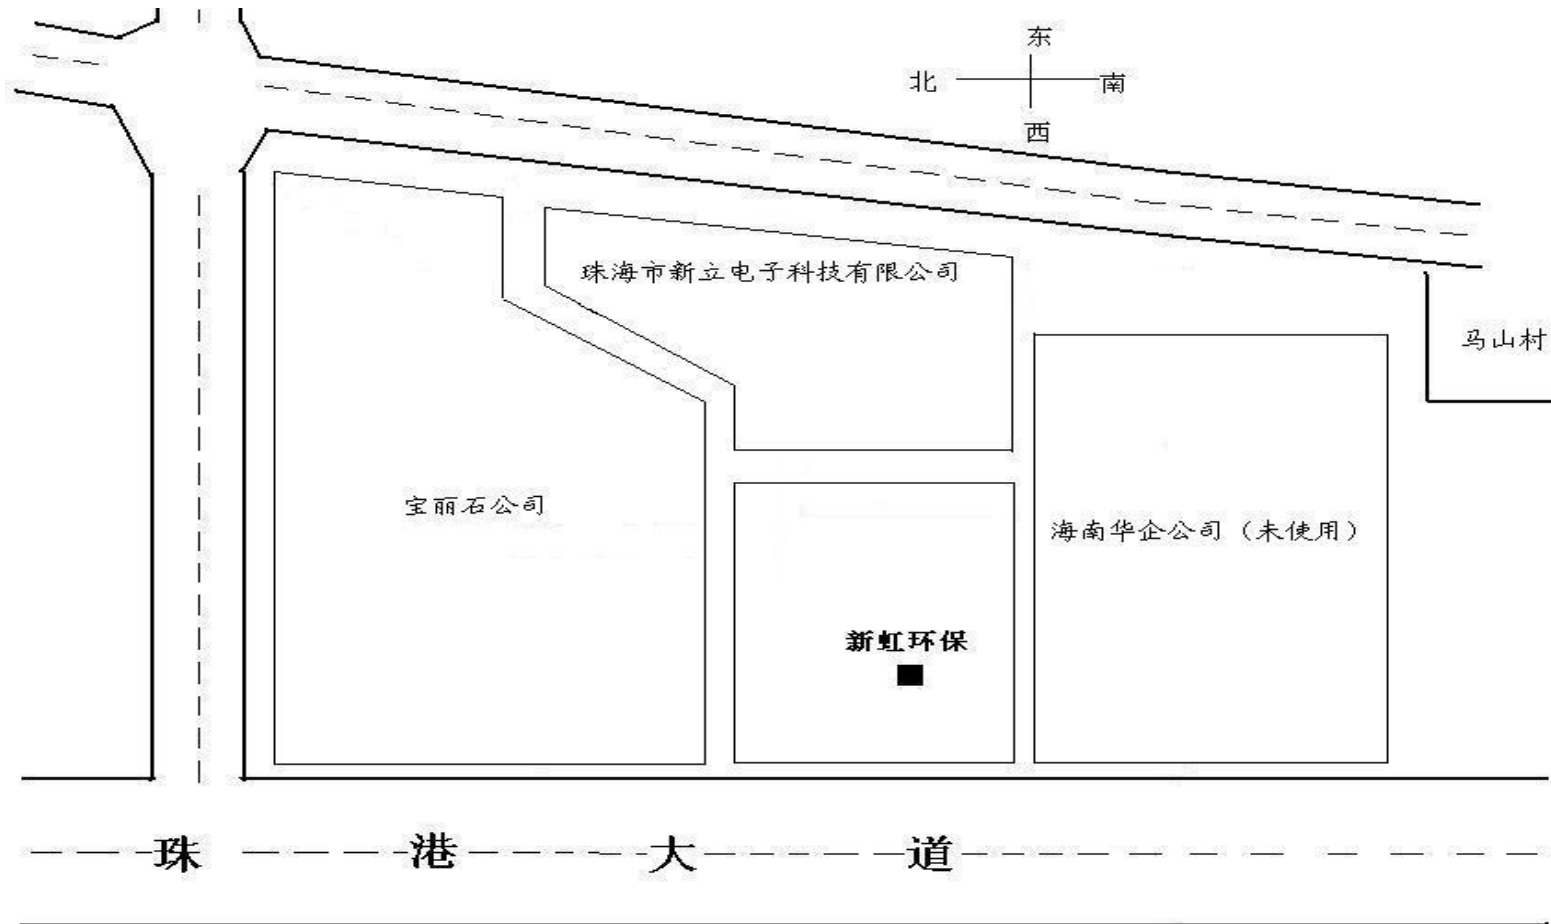 东
北
南
西
珠海市新立电子科技有限公司
马山村
宝丽石公司
海南华企公司（未使用）
新虹环保
珠港大道